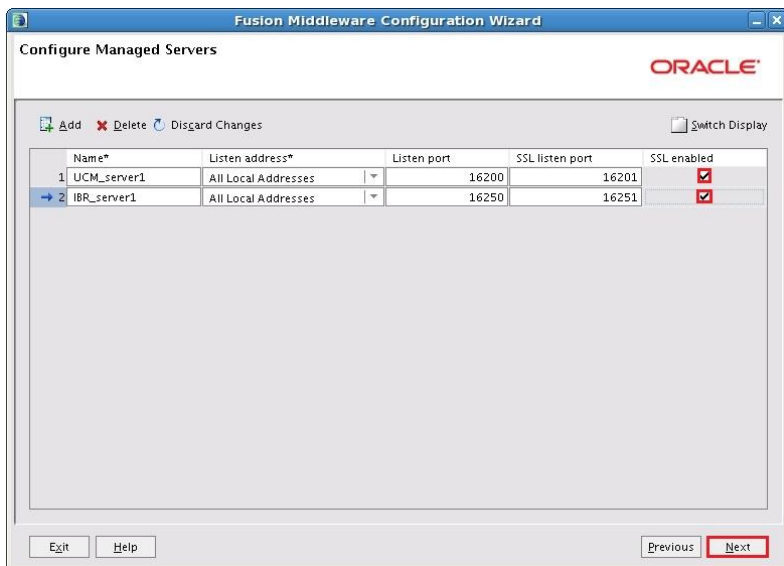 Fusion Middleware Configuration Wizard
Configure Managed Servers
ORACLE
Add Delete Discard Changes Switch Display
Name* Listen address* Listen port SSL listen port SSL enabled
1 UCM_server1 All Local Addresses 16200 16201
2 IBR_server1 All Local Addresses 16250 16251
Exit Help Previous Next